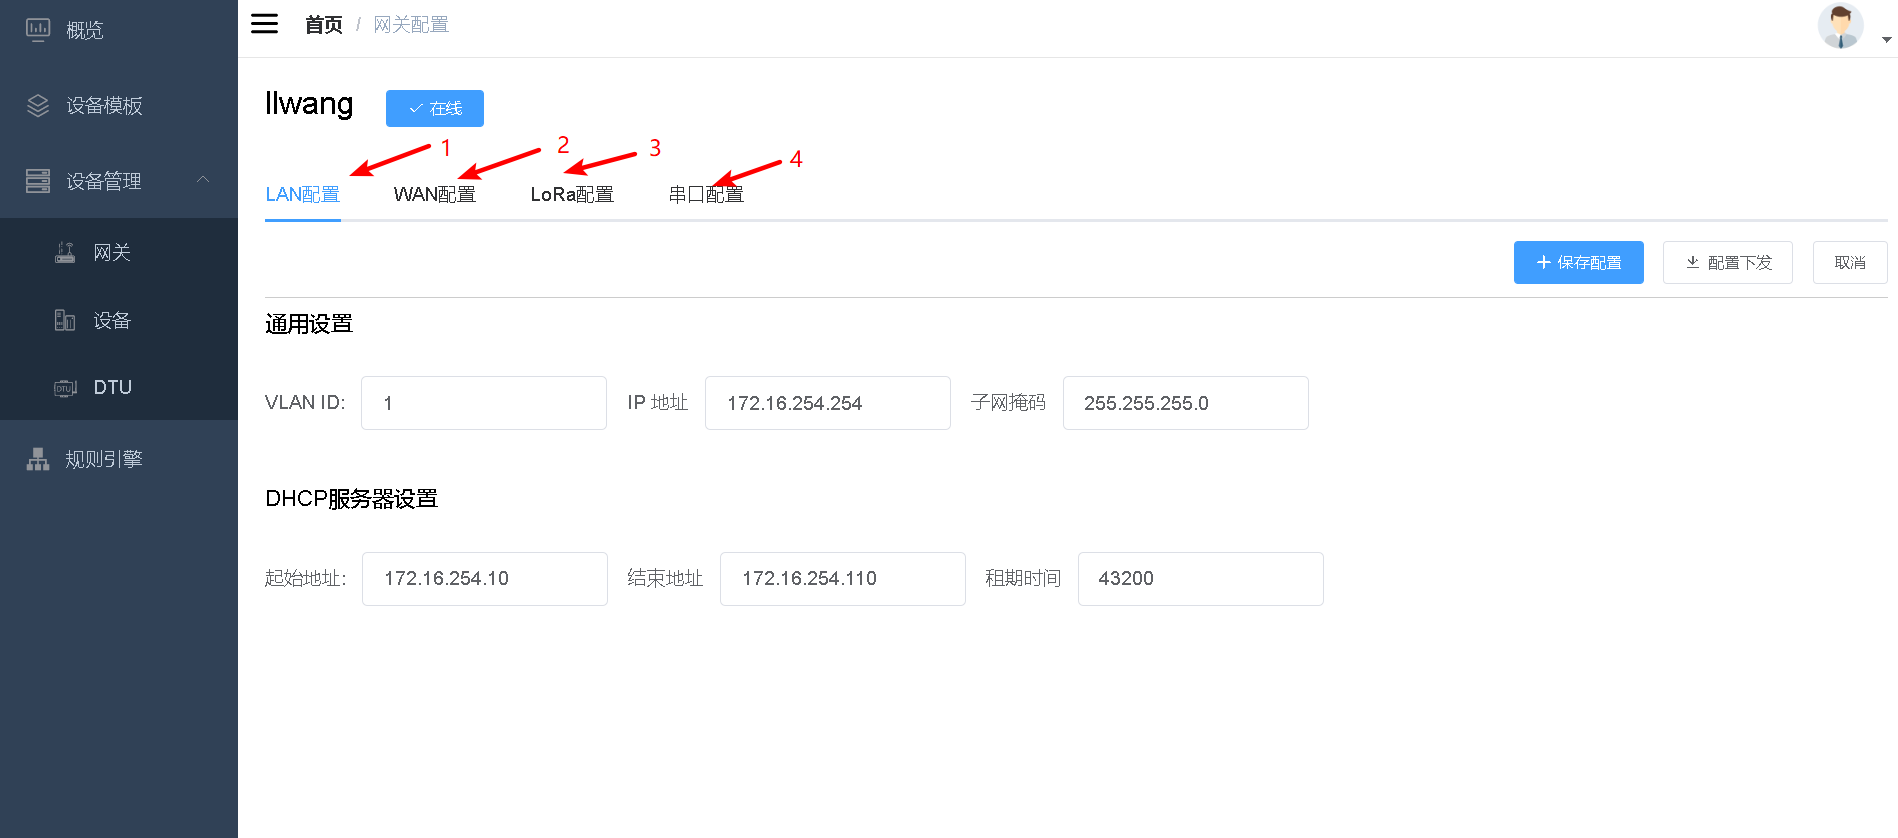 概览
设备模板
设备管理
网关
设备
DTU
规则引擎
首页 / 网关配置
llwang 在线
1 2 3 4
LAN配置 WAN配置 LoRa配置 串口配置
保存配置 配置下发 取消
通用设置
VLAN ID: 1 IP 地址 172.16.254.254 子网掩码 255.255.255.0
DHCP服务器设置
起始地址: 172.16.254.10 结束地址 172.16.254.110 租期时间 43200